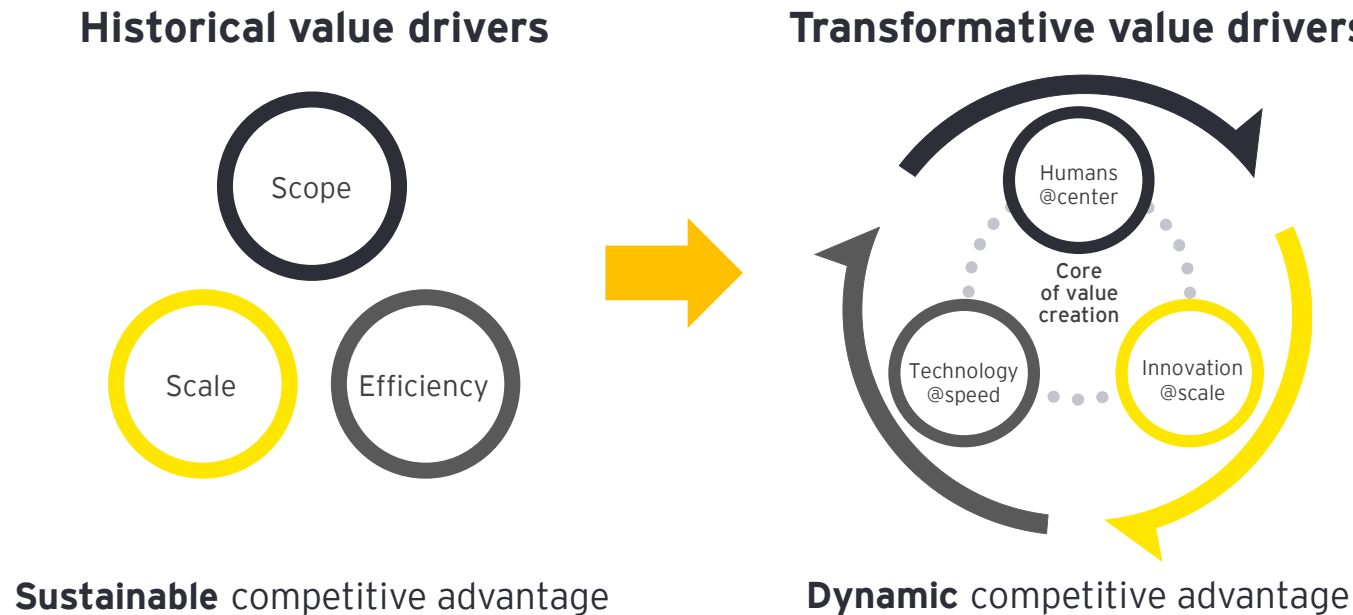 Historical value drivers
Scope
Scale
Efficiency
Sustainable competitive advantage
Transformative value drivers
Humans
@center
Core
of value
creation
Technology
@speed
Innovation
@scale
Dynamic competitive advantage